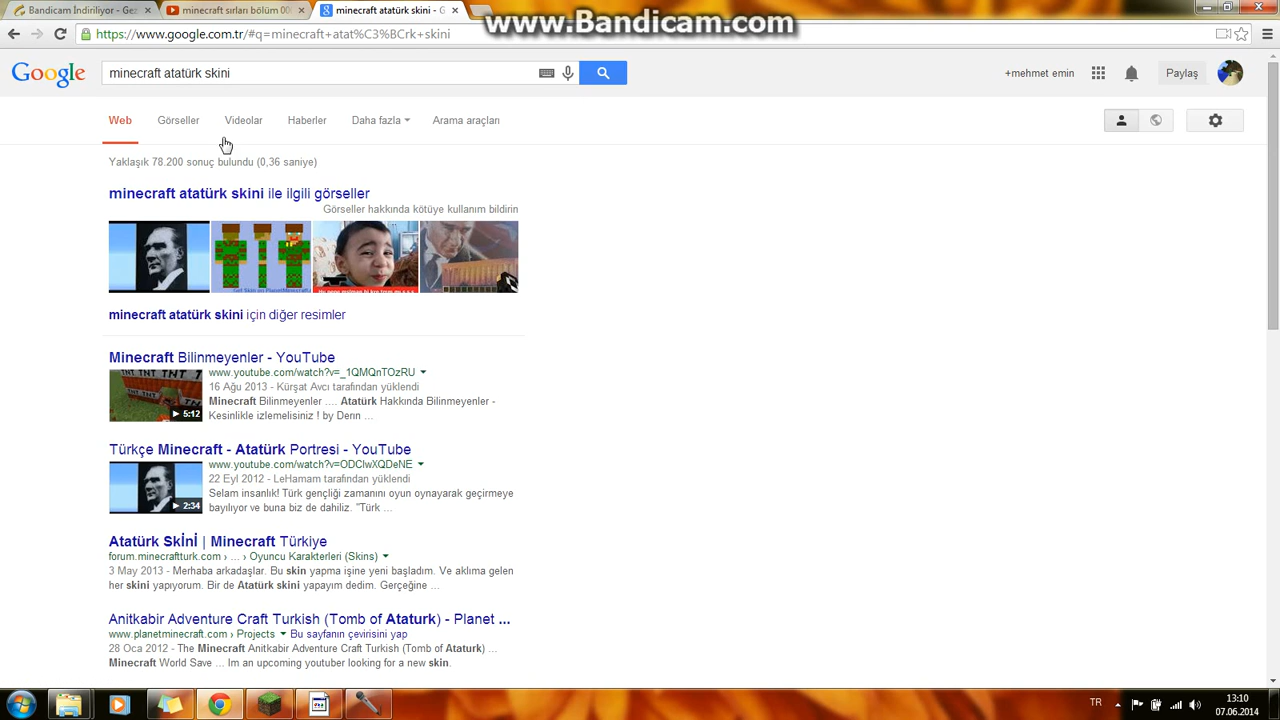 Bandicam İndiriliyor - Gez
minecraft sırları bölüm 00
minecraft atatürk skini - G
www.Bandicam.com
https://www.google.com.tr/#q=minecraft+atat%C3%BCrk+skini
Google
minecraft atatürk skini
+mehmet emin
Paylaş
Web
Görseller
Videolar
Haberler
Daha fazla
Arama araçları
Yaklaşık 78.200 sonuç bulundu (0,36 saniye)
minecraft atatürk skini ile ilgili görseller
Görseller hakkında kötüye kullanım bildirin
minecraft atatürk skini için diğer resimler
Minecraft Bilinmeyenler - YouTube
www.youtube.com/watch?v=_1QMQnTOzRU
16 Ağu 2013 - Kürşat Avcı tarafından yüklendi
Minecraft Bilinmeyenler .... Atatürk Hakkında Bilinmeyenler -
Kesinlikle izlemelisiniz ! by Derın ...
TNT TNT TNT
5:12
Türkçe Minecraft - Atatürk Portresi - YouTube
www.youtube.com/watch?v=ODClwXQDeNE
22 Eyl 2012 - LeHamam tarafından yüklendi
Selam insanlık! Türk gençliği zamanını oyun oynayarak geçirmeye
bayılıyor ve buna biz de dahiliz. "Türk ...
2:34
Atatürk Skİnİ | Minecraft Türkiye
forum.minecraftturk.com › ... › Oyuncu Karakterleri (Skins)
3 May 2013 - Merhaba arkadaşlar. Bu skin yapma işine yeni başladım. Ve aklıma gelen
her skini yapıyorum. Bir de Atatürk skini yapayım dedim. Gerçeğine ...
Anitkabir Adventure Craft Turkish (Tomb of Ataturk) - Planet ...
www.planetminecraft.com › Projects
Bu sayfanın çevirisini yap
28 Oca 2012 - The Minecraft Anitkabir Adventure Craft Turkish (Tomb of Ataturk) ...
Minecraft World Save ... Im an upcoming youtuber looking for a new skin.
TR
13:10
07.06.2014